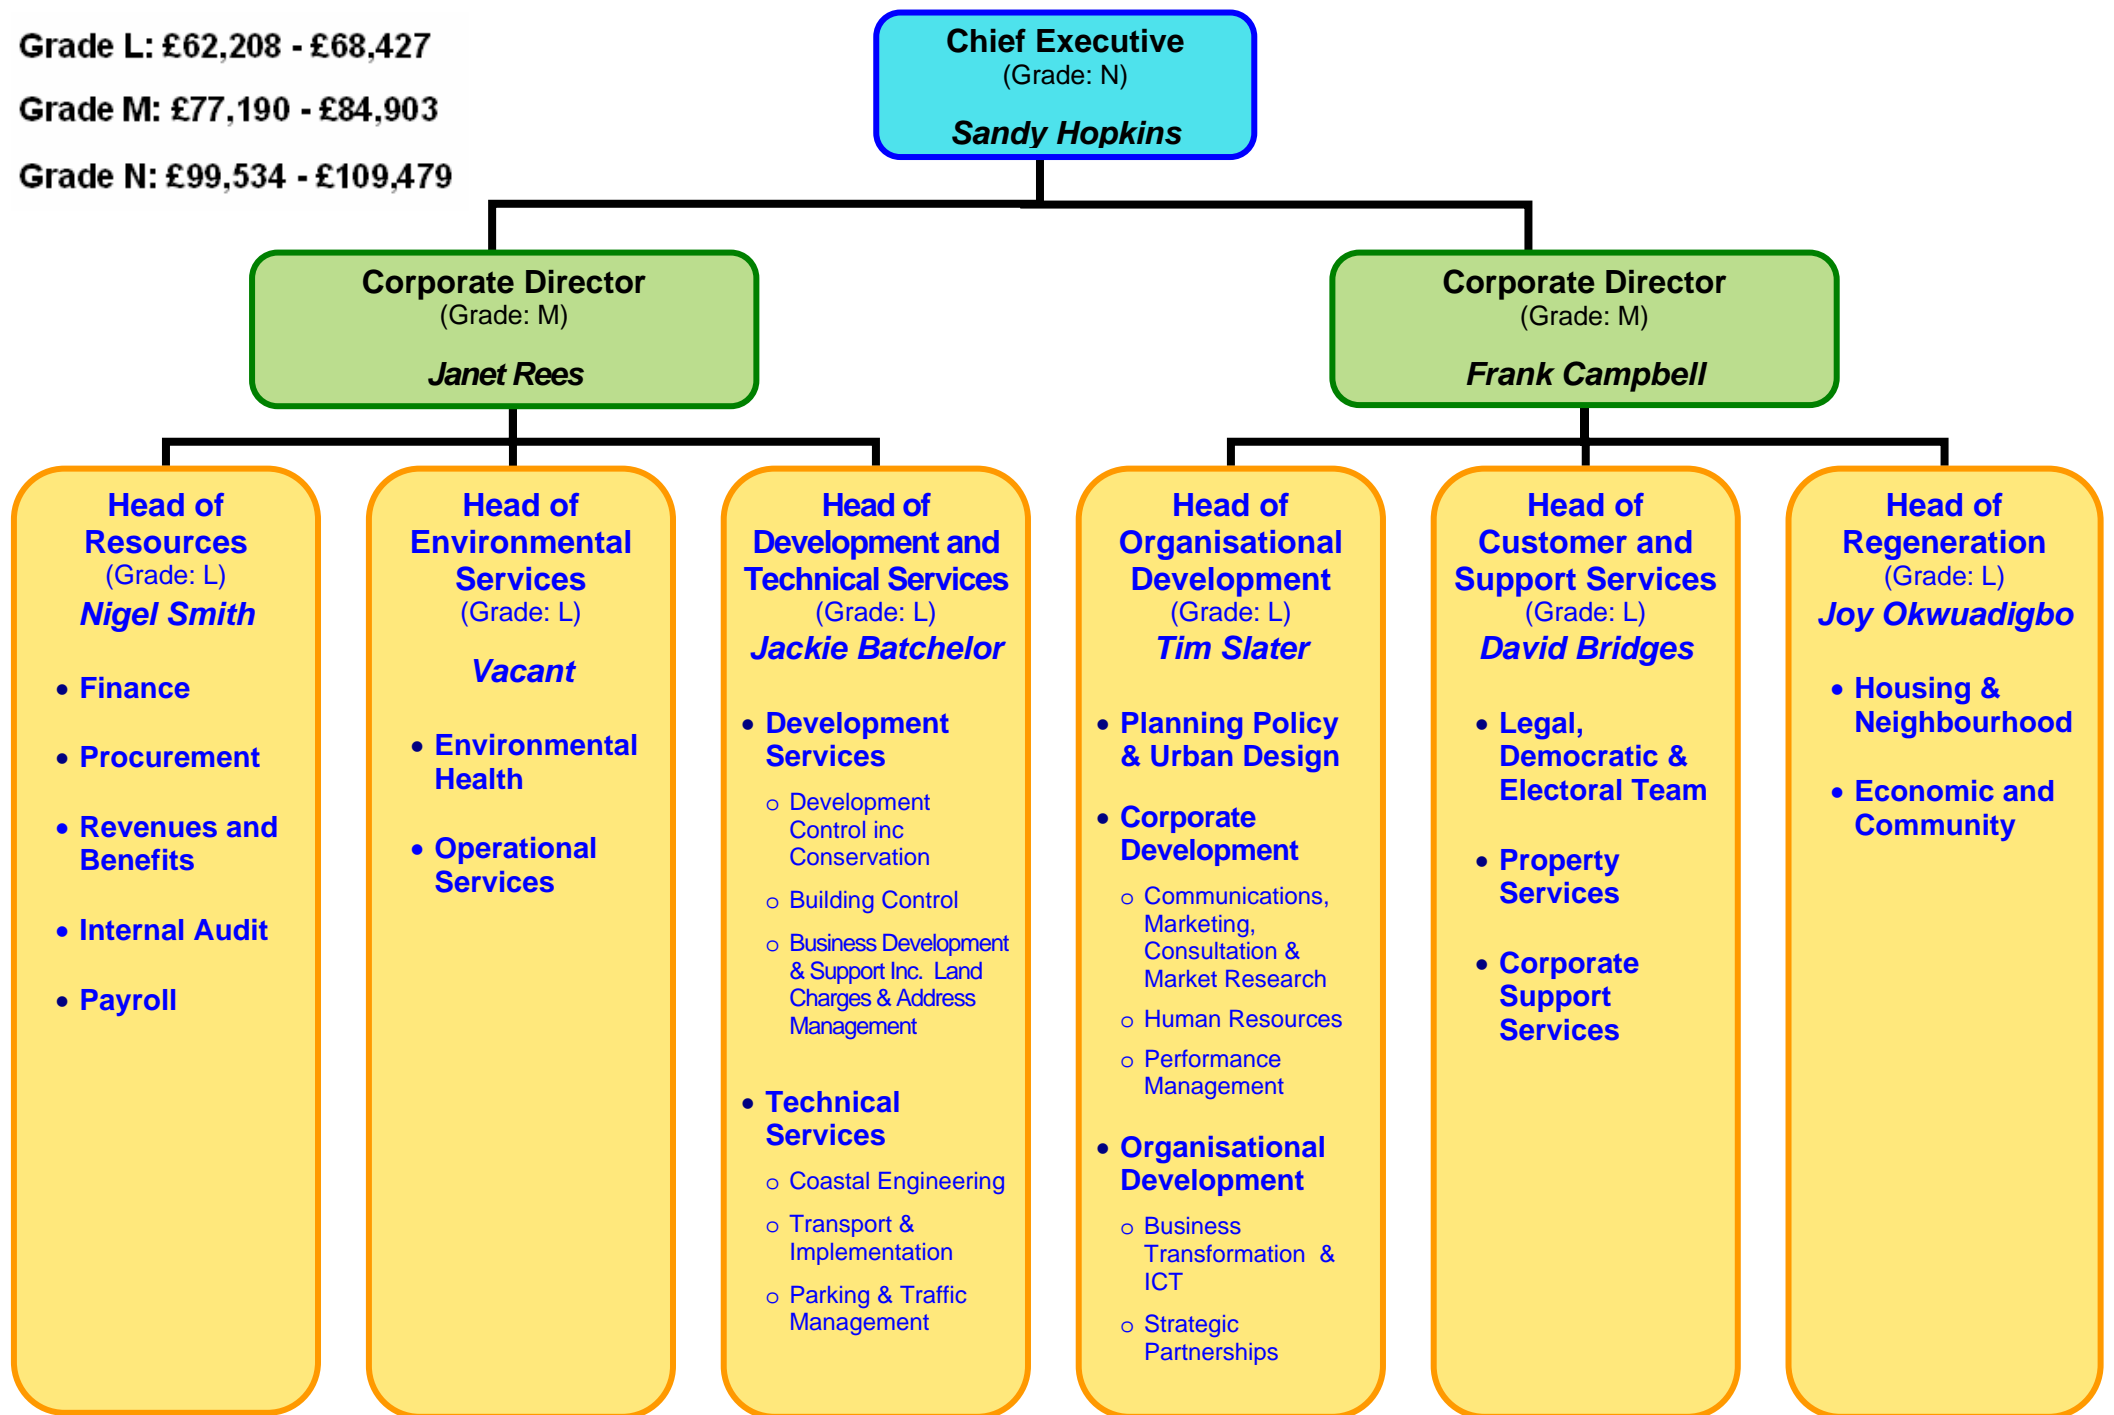 Grade L: £62,208 - £68,427
Grade M: £77,190 - £84,903
Grade N: £99,534 - £109,479
Chief Executive
(Grade: N)
Sandy Hopkins
Corporate Director
(Grade: M)
Janet Rees
Corporate Director
(Grade: M)
Frank Campbell
Head of
Resources
(Grade: L)
Nigel Smith
• Finance
• Procurement
• Revenues and
Benefits
• Internal Audit
• Payroll
Head of
Environmental
Services
(Grade: L)
Vacant
• Environmental
Health
• Operational
Services
Head of
Development and
Technical Services
(Grade: L)
Jackie Batchelor
• Development
Services
o Development
Control inc
Conservation
o Building Control
o Business Development
& Support Inc. Land
Charges & Address
Management
• Technical
Services
o Coastal Engineering
o Transport &
Implementation
o Parking & Traffic
Management
Head of
Organisational
Development
(Grade: L)
Tim Slater
• Planning Policy
& Urban Design
• Corporate
Development
o Communications,
Marketing,
Consultation &
Market Research
o Human Resources
o Performance
Management
• Organisational
Development
o Business
Transformation &
ICT
o Strategic
Partnerships
Head of
Customer and
Support Services
(Grade: L)
David Bridges
• Legal,
Democratic &
Electoral Team
• Property
Services
• Corporate
Support
Services
Head of
Regeneration
(Grade: L)
Joy Okwuadigbo
• Housing &
Neighbourhood
• Economic and
Community